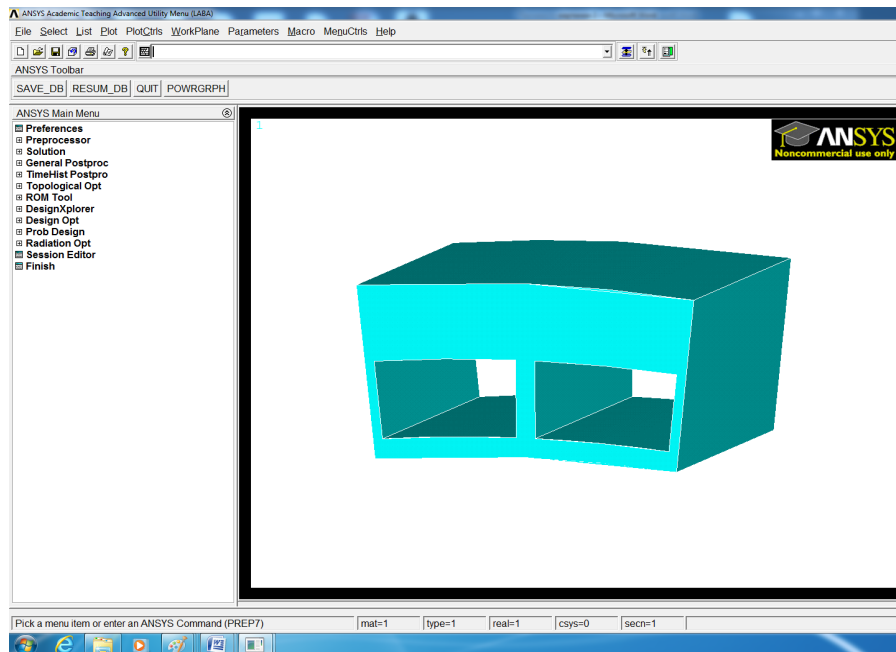 ANSYS Academic Teaching Advanced Utility Menu (LABA)
File Select List Plot PlotCtrls WorkPlane Parameters Macro MenuCtrls Help
ANSYS Toolbar
SAVE_DB RESUM_DB QUIT POWRGRPH
ANSYS Main Menu
Preferences
Preprocessor
Solution
General Postproc
TimeHist Postpro
Topological Opt
ROM Tool
DesignXplorer
Design Opt
Prob Design
Radiation Opt
Session Editor
Finish
1
ANSYS
Noncommercial use only
Pick a menu item or enter an ANSYS Command (PREP7) mat=1 type=1 real=1 csys=0 secn=1